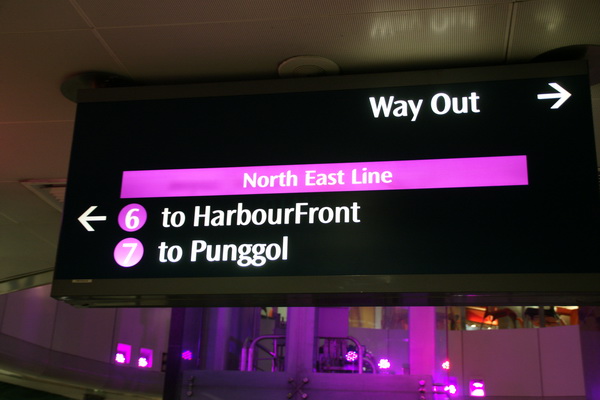 Way Out →
North East Line
← 6 to HarbourFront
7 to Punggol